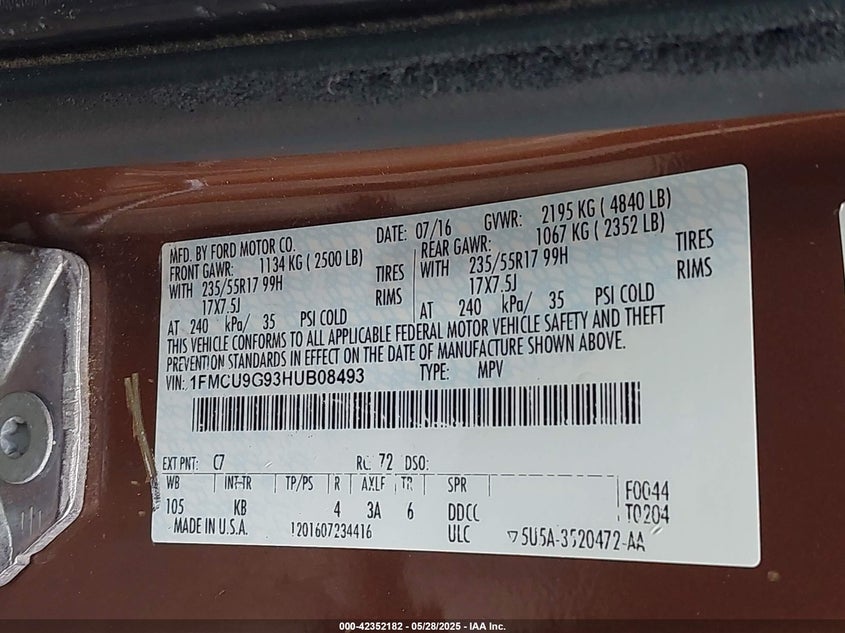 MFD. BY FORD MOTOR CO. DATE: 07/16 GVWR: 2195 KG ( 4840 LB)
FRONT GAWR: 1134 KG ( 2500 LB) REAR GAWR: 1067 KG ( 2352 LB)
WITH 235/55R17 99H TIRES WITH 235/55R17 99H TIRES
17X7.5J RIMS 17X7.5J RIMS
AT 240 kPa/ 35 PSI COLD AT 240 kPa/ 35 PSI COLD
THIS VEHICLE CONFORMS TO ALL APPLICABLE FEDERAL MOTOR VEHICLE SAFETY AND THEFT
PREVENTION STANDARDS IN EFFECT ON THE DATE OF MANUFACTURE SHOWN ABOVE.
VIN: 1FMCU9G93HUB08493 TYPE: MPV
EXT PNT: C7 RC: 72 DSO:
WB INT TR TP/PS R AXLE TR SPR F0044
105 KB 4 3A 6 DDCC T0204
MADE IN U.S.A. 1201607234416 ULC 5U5A-3520472-AA
000-42352182 - 05/28/2025 - IAA Inc.